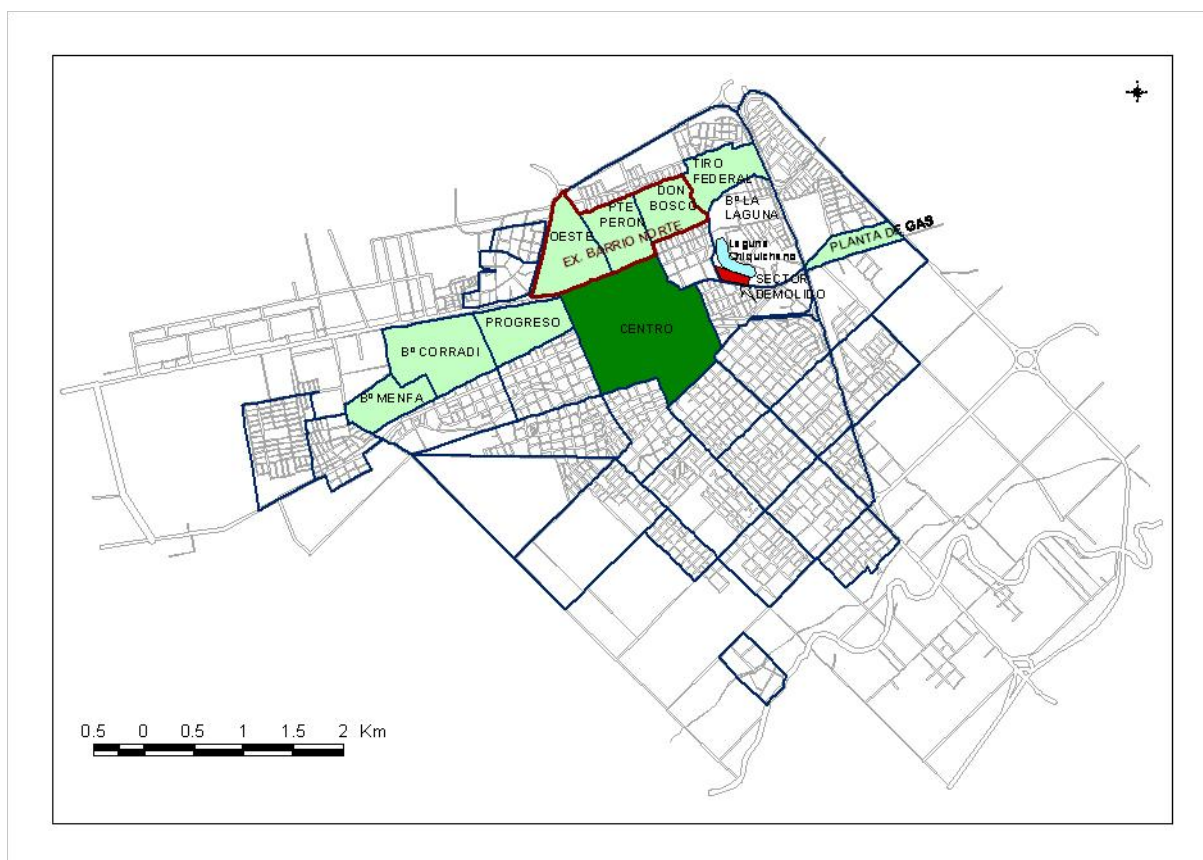 TIRO
FEDERAL
DON
BOSCO
Bº LA
LAGUNA
PTE
PERON
OESTE
EX. BARRIO NORTE
PLANTA DE GAS
Laguna
Chiquichano
SECTOR
DEMOLIDO
PROGRESO
CENTRO
Bº CORRADI
Bº MENFA
0.5 0 0.5 1 1.5 2 Km